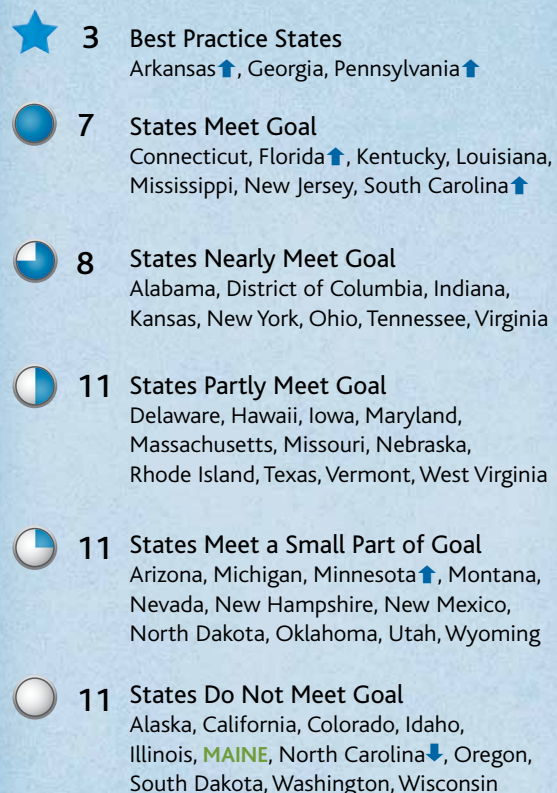 3 Best Practice States
Arkansas⬆, Georgia, Pennsylvania⬆
7 States Meet Goal
Connecticut, Florida⬆, Kentucky, Louisiana,
Mississippi, New Jersey, South Carolina⬆
8 States Nearly Meet Goal
Alabama, District of Columbia, Indiana,
Kansas, New York, Ohio, Tennessee, Virginia
11 States Partly Meet Goal
Delaware, Hawaii, Iowa, Maryland,
Massachusetts, Missouri, Nebraska,
Rhode Island, Texas, Vermont, West Virginia
11 States Meet a Small Part of Goal
Arizona, Michigan, Minnesota⬆, Montana,
Nevada, New Hampshire, New Mexico,
North Dakota, Oklahoma, Utah, Wyoming
11 States Do Not Meet Goal
Alaska, California, Colorado, Idaho,
Illinois, MAINE, North Carolina⬇, Oregon,
South Dakota, Washington, Wisconsin